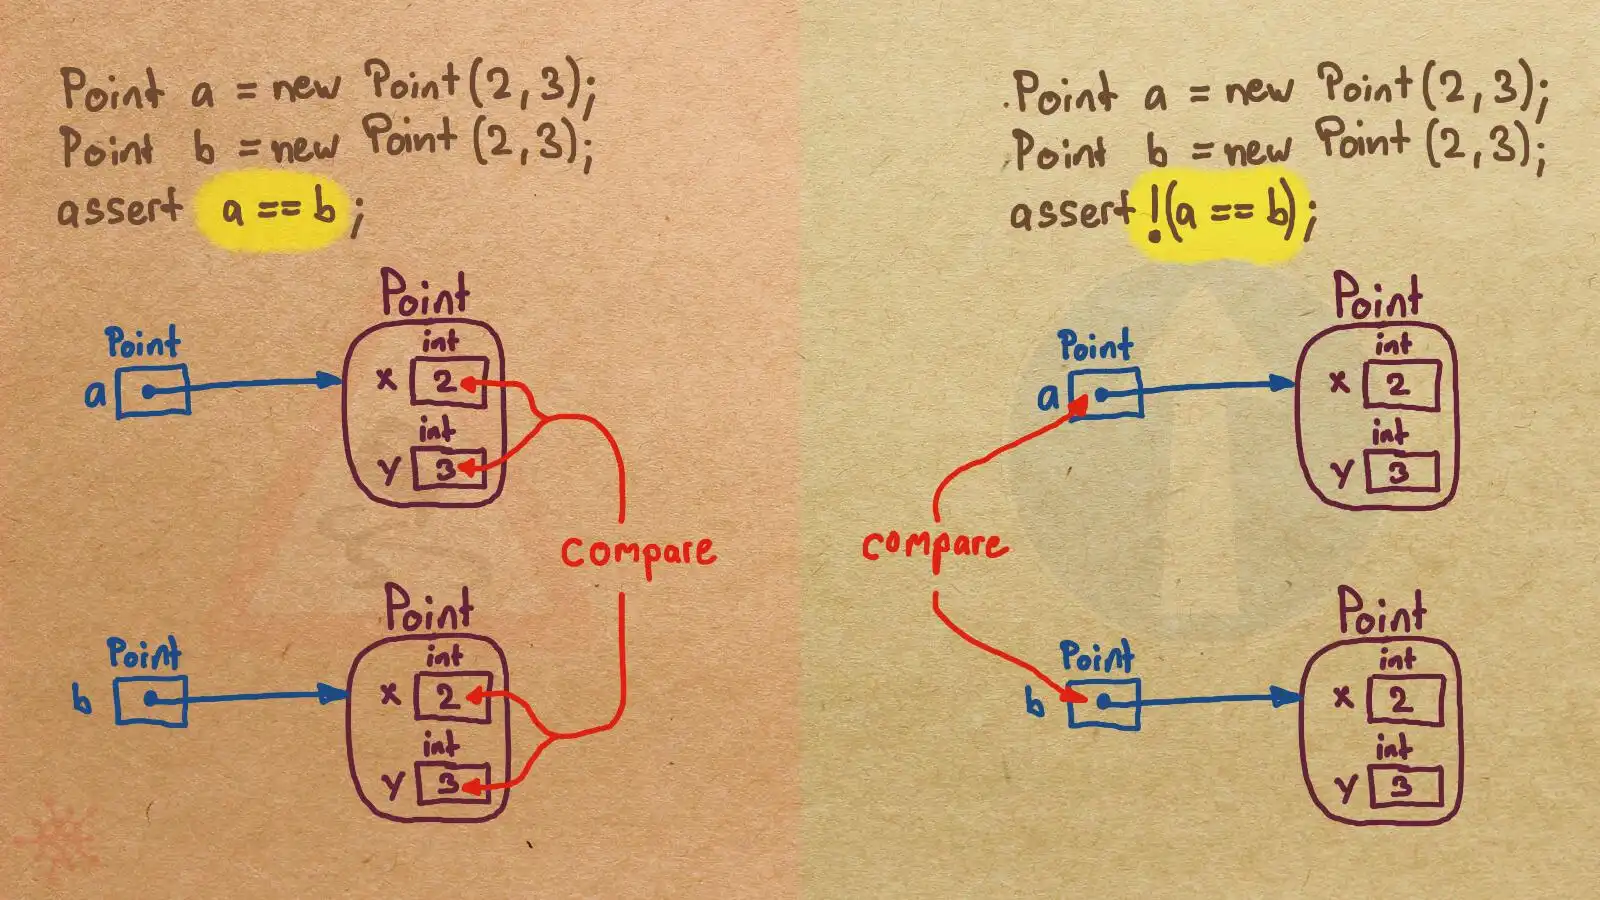 Point a = new Point(2, 3);
Point b = new Point(2, 3);
assert a == b;
Point
Point
int
a
x 2
int
y 3
compare
Point
Point
int
b
x 2
int
y 3
Point a = new Point(2, 3);
Point b = new Point(2, 3);
assert !(a == b);
Point
Point
int
a
x 2
int
y 3
compare
Point
Point
int
b
x 2
int
y 3